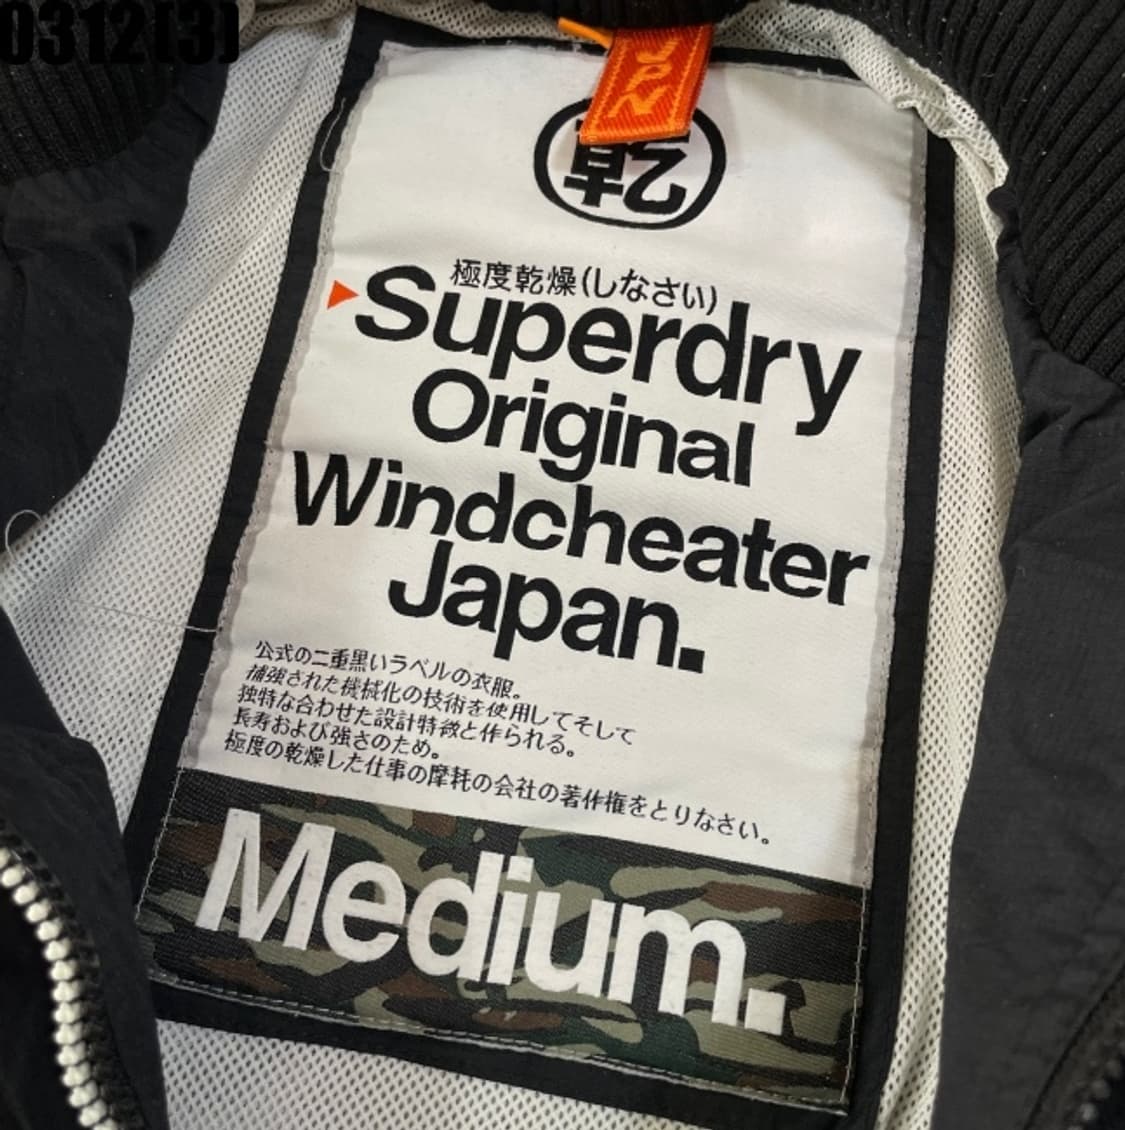 0312(3)
JPN
乾
極度乾燥(しなさい)
Superdry
Original
Windcheater
Japan.
公式の二重黒いラベルの衣服。
補強された機械化の技術を使用してそして
独特な合わせた設計特徴と作られる。
長寿および強さのため。
極度の乾燥した仕事の摩耗の会社の著作権をとりなさい。
Medium.